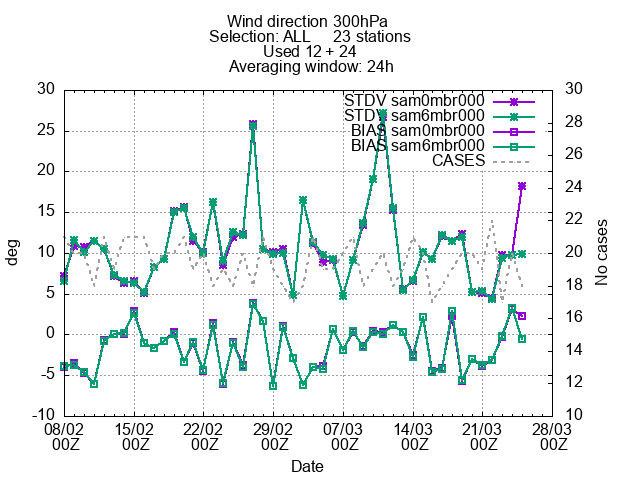 Wind direction 300hPa
Selection: ALL 23 stations
Used 12 + 24
Averaging window: 24h
STDV sam0mbr000
STDV sam6mbr000
BIAS sam0mbr000
BIAS sam6mbr000
CASES
30
25
20
15
10
5
0
-5
-10
deg
30
28
26
24
22
20
18
16
14
12
10
No cases
08/02 15/02 22/02 29/02 07/03 14/03 21/03 28/03
00Z 00Z 00Z 00Z 00Z 00Z 00Z 00Z
Date